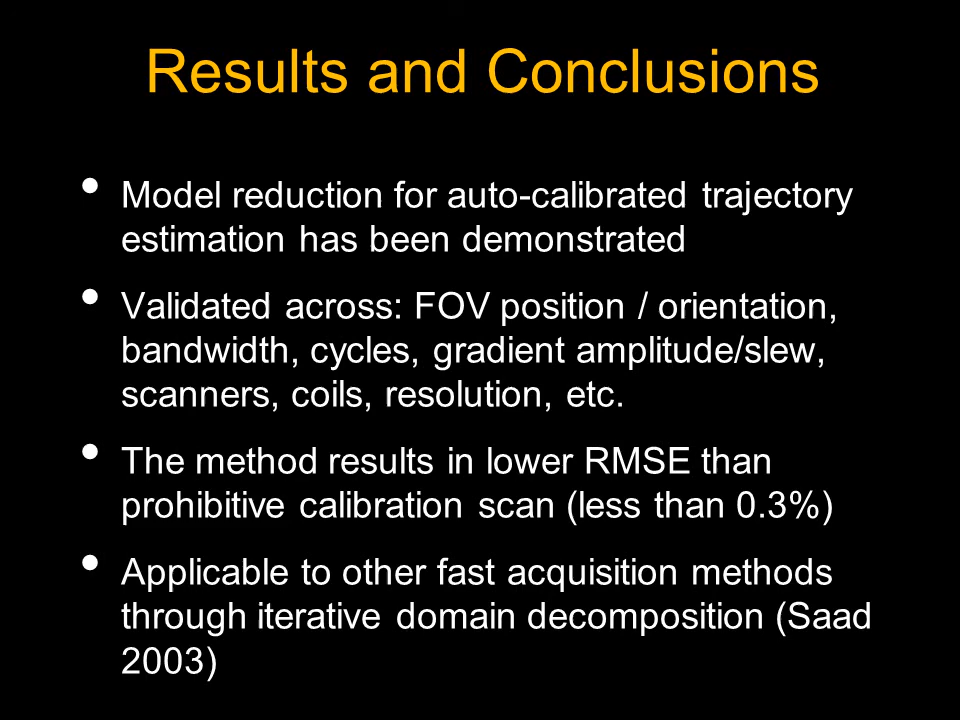 Results and Conclusions
• Model reduction for auto-calibrated trajectory
estimation has been demonstrated
• Validated across: FOV position / orientation,
bandwidth, cycles, gradient amplitude/slew,
scanners, coils, resolution, etc.
• The method results in lower RMSE than
prohibitive calibration scan (less than 0.3%)
• Applicable to other fast acquisition methods
through iterative domain decomposition (Saad
2003)